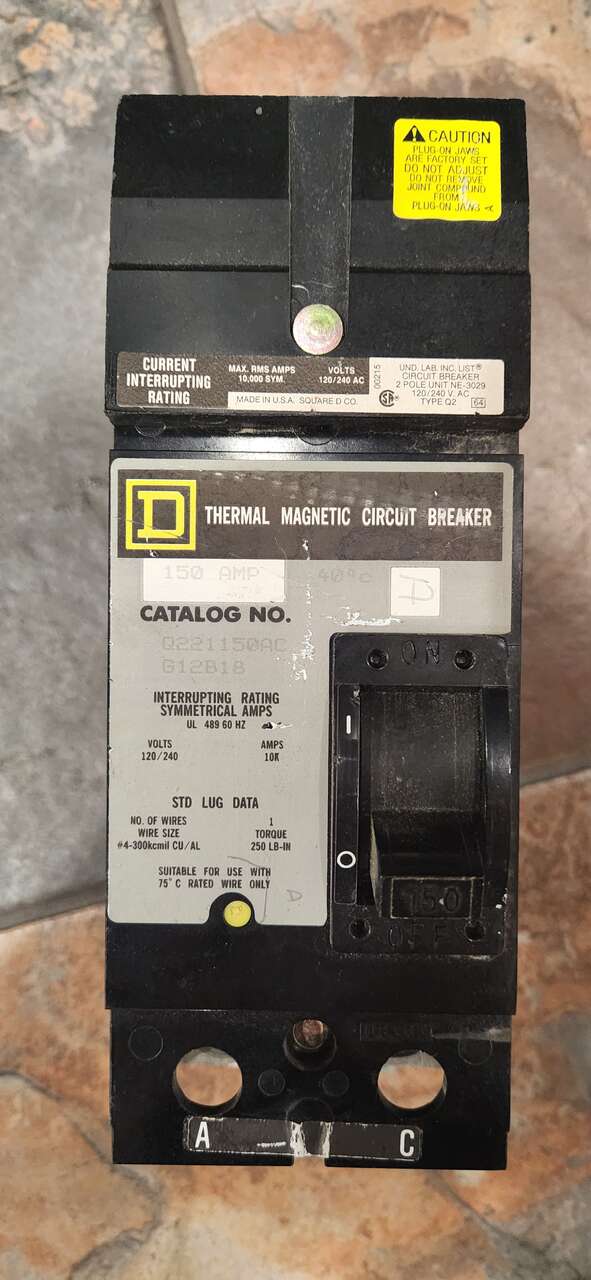 CAUTION
PLUG-ON JAWS
ARE FACTORY SET
DO NOT ADJUST
DO NOT REMOVE
JOINT COMPOUND
FROM
PLUG-ON JAWS
CURRENT
INTERRUPTING
RATING
MAX. RMS AMPS
10,000 SYM.
VOLTS
120/240 AC
MADE IN U.S.A. SQUARE D CO.
00215
UND. LAB. INC. LIST®
CIRCUIT BREAKER
2 POLE UNIT NE-3029
120/240 V. AC
TYPE Q2
64
D
THERMAL MAGNETIC CIRCUIT BREAKER
150 AMP 40°C
D
CATALOG NO.
Q221150AC
G12B18
INTERRUPTING RATING
SYMMETRICAL AMPS
UL 489 60 HZ
VOLTS AMPS
120/240 10K
STD LUG DATA
NO. OF WIRES 1
WIRE SIZE TORQUE
#4-300kcmil CU/AL 250 LB-IN
SUITABLE FOR USE WITH
75°C RATED WIRE ONLY
D
ON
I
O
150
OFF
A C